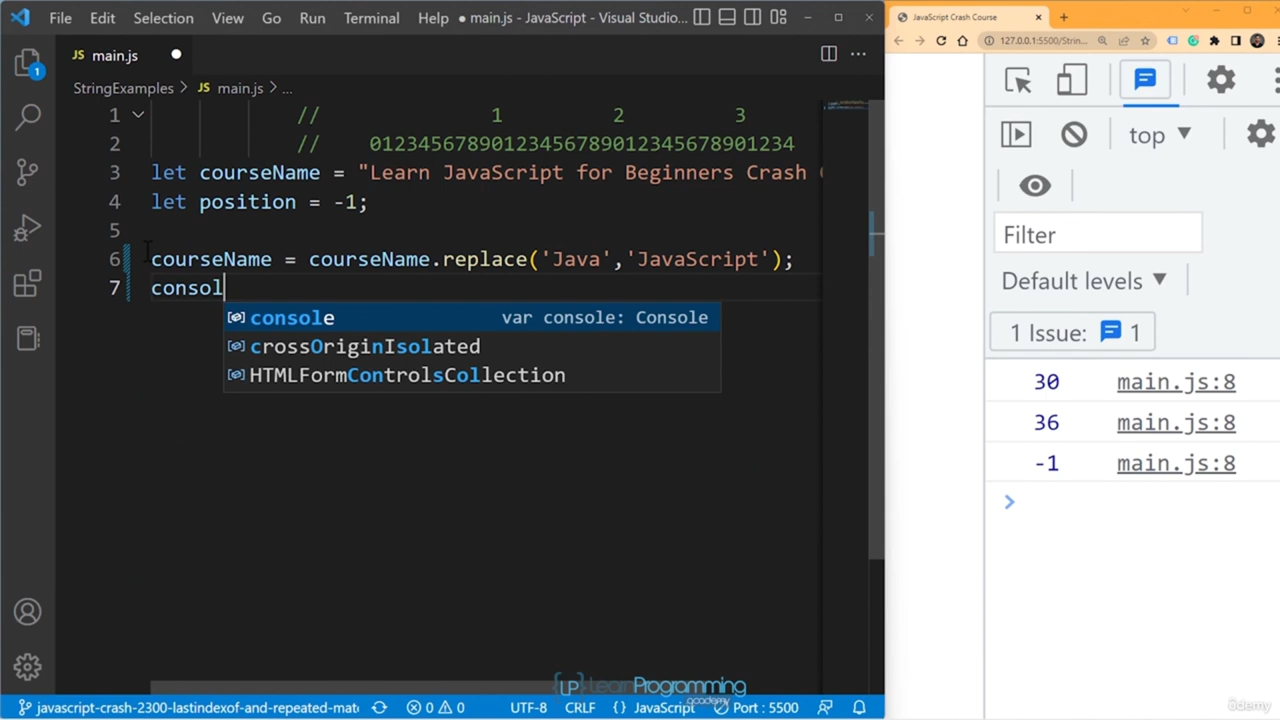 File Edit Selection View Go Run Terminal Help ● main.js - JavaScript - Visual Studio...
JS main.js
StringExamples > JS main.js > ...
1 // 1 2 3
2 // 01234567890123456789012345678901234
3 let courseName = "Learn JavaScript for Beginners Crash
4 let position = -1;
5
6 courseName = courseName.replace('Java','JavaScript');
7 consol
console var console: Console
crossOriginIsolated
HTMLFormControlsCollection
javascript-crash-2300-lastindexof-and-repeated-mat 0 0 UTF-8 CRLF {} JavaScript Port : 5500
{LP} LearnProgramming
academy
JavaScript Crash Course
127.0.0.1:5500/Strin...
top
Filter
Default levels
1 Issue: 1
30 main.js:8
36 main.js:8
-1 main.js:8
ûdemy